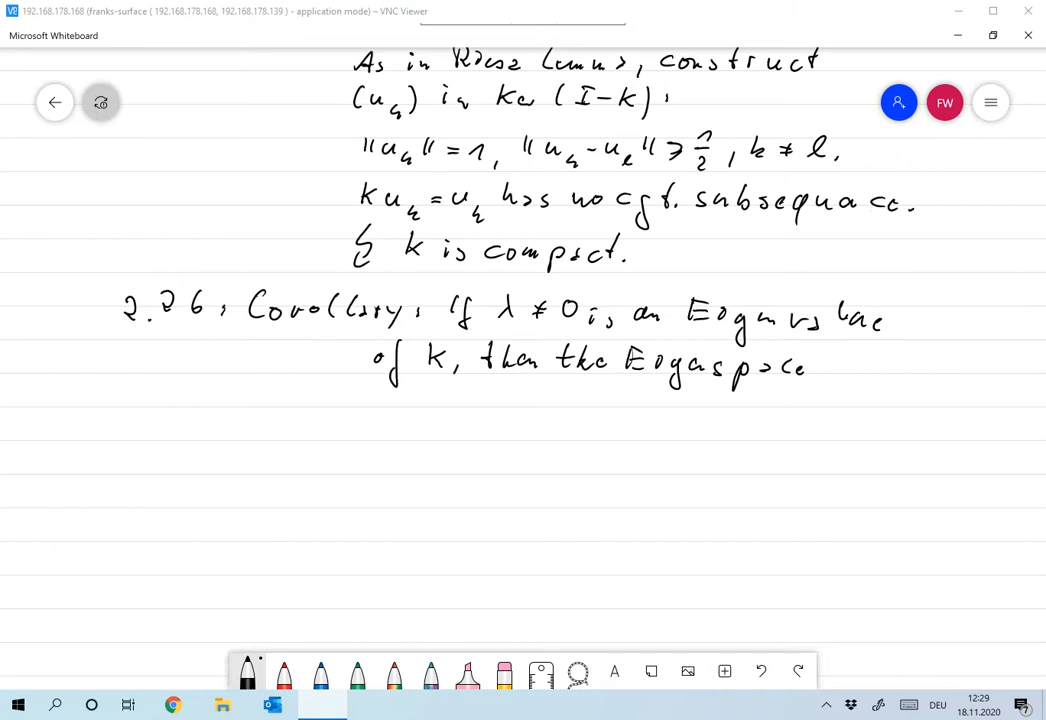 192.168.178.168 (franks-surface ( 192.168.178.168, 192.168.178.139 ) - application mode) - VNC Viewer
Microsoft Whiteboard
FW
As in Riesz Lemma, construct
(u_k) in Ker (I-K):
||u_k|| = 1, ||u_k - u_l|| ≥ 1/2, k ≠ l.
K u_k = u_k has no cgt. subsequence.
↯ K is compact.
2.26: Corollary: If λ ≠ 0 is an Eigenvalue
of K, then the Eigenspace
A
DEU
12:29
18.11.2020
7